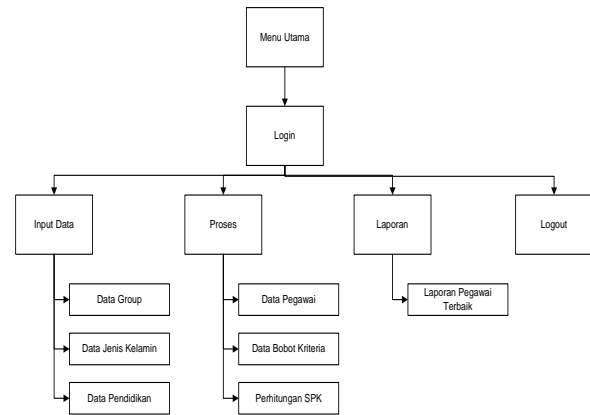 Menu Utama
Login
Input Data
Proses
Laporan
Logout
Data Group
Data Pegawai
Laporan Pegawai
Terbaik
Data Jenis Kelamin
Data Bobot Kriteria
Data Pendidikan
Perhitungan SPK